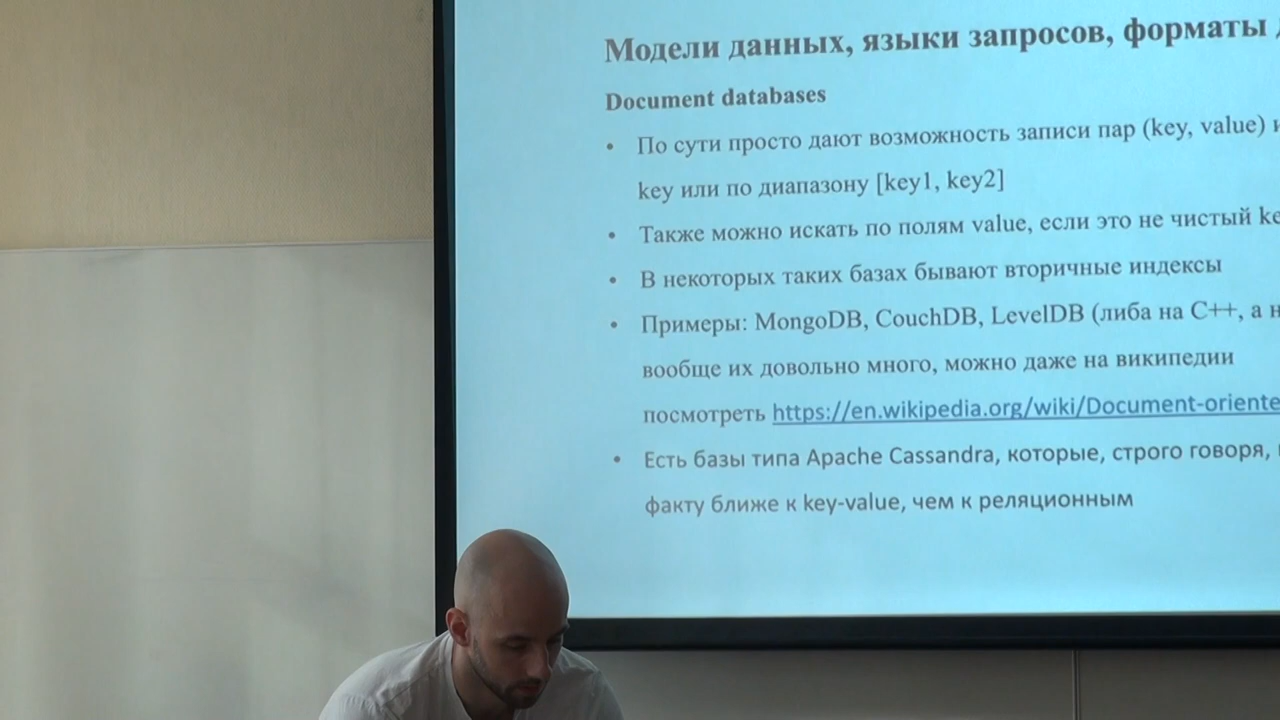 Модели данных, языки запросов, форматы
Document databases
• По сути просто дают возможность записи пар (key, value)
key или по диапазону [key1, key2]
• Также можно искать по полям value, если это не чистый ke
• В некоторых таких базах бывают вторичные индексы
• Примеры: MongoDB, CouchDB, LevelDB (либа на C++, а н
вообще их довольно много, можно даже на википедии
посмотреть https://en.wikipedia.org/wiki/Document-oriente
• Есть базы типа Apache Cassandra, которые, строго говоря,
факту ближе к key-value, чем к реляционным